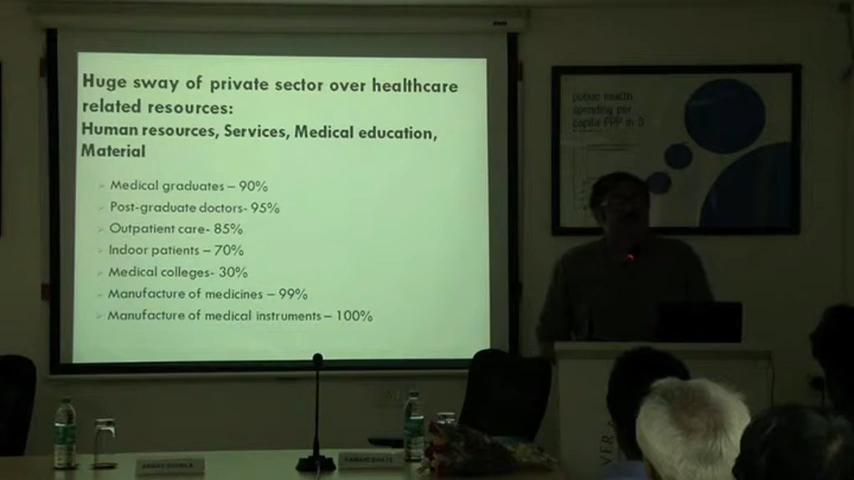 Huge sway of private sector over healthcare
related resources:
Human resources, Services, Medical education,
Material
Medical graduates – 90%
Post-graduate doctors- 95%
Outpatient care- 85%
Indoor patients – 70%
Medical colleges- 30%
Manufacture of medicines – 99%
Manufacture of medical instruments – 100%
public health
spending per
capita PPP in $